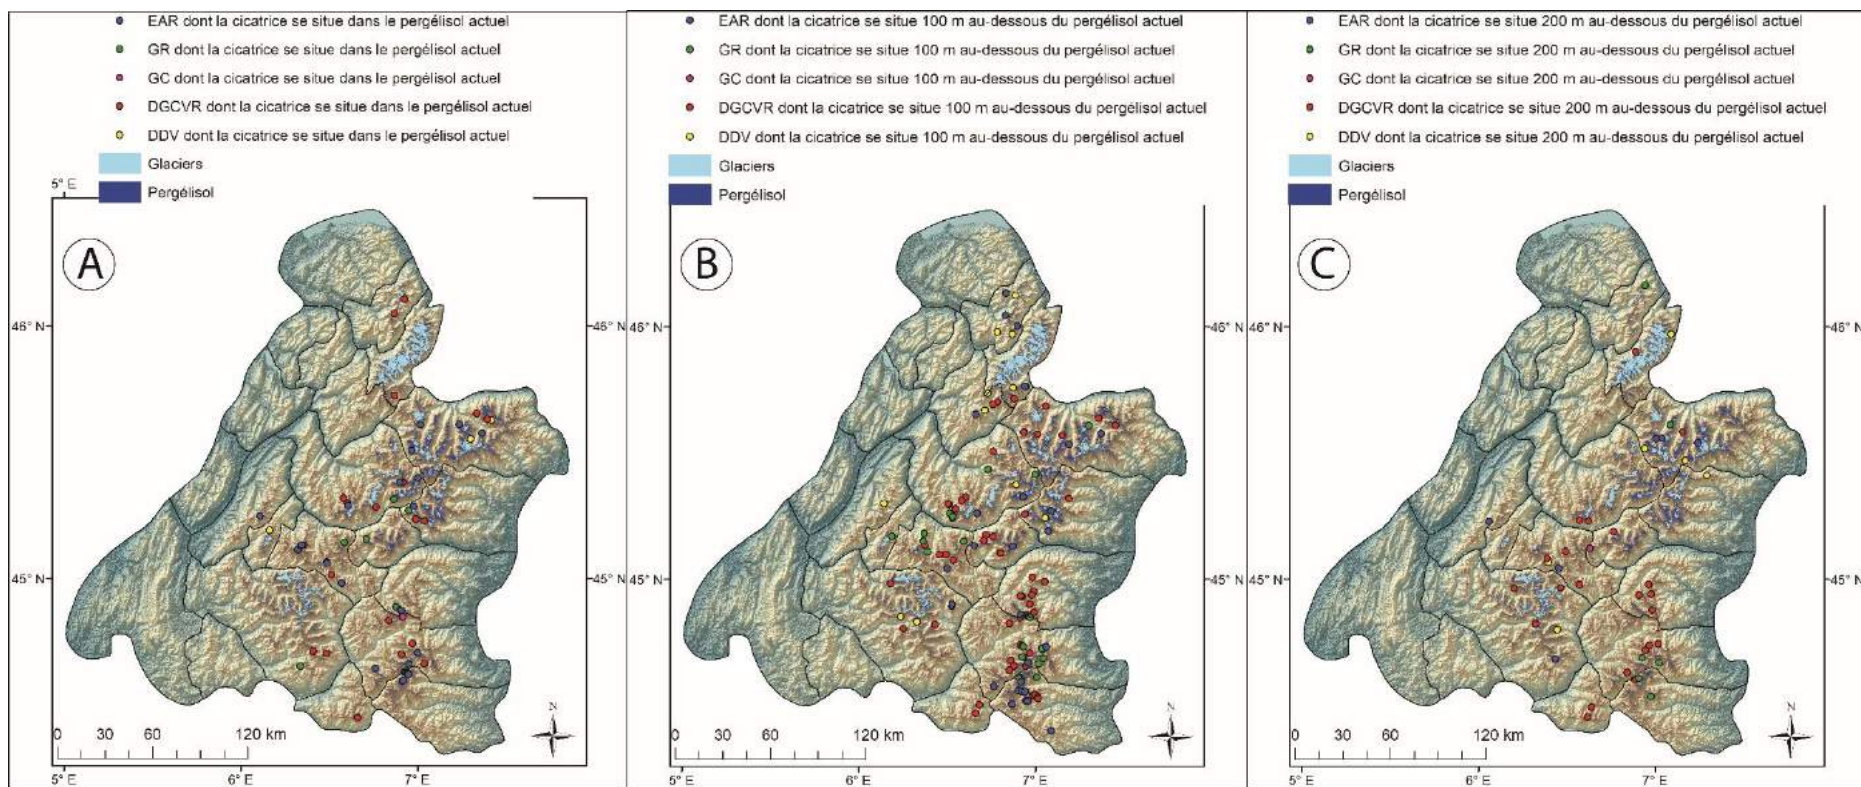 EAR dont la cicatrice se situe dans le pergélisol actuel
GR dont la cicatrice se situe dans le pergélisol actuel
GC dont la cicatrice se situe dans le pergélisol actuel
DGCVR dont la cicatrice se situe dans le pergélisol actuel
DDV dont la cicatrice se situe dans le pergélisol actuel
Glaciers
Pergélisol
5° E
A
46° N
46° N
45° N
45° N
N
0 30 60 120 km
5° E 6° E 7° E
EAR dont la cicatrice se situe 100 m au-dessous du pergélisol actuel
GR dont la cicatrice se situe 100 m au-dessous du pergélisol actuel
GC dont la cicatrice se situe 100 m au-dessous du pergélisol actuel
DGCVR dont la cicatrice se situe 100 m au-dessous du pergélisol actuel
DDV dont la cicatrice se situe 100 m au-dessous du pergélisol actuel
Glaciers
Pergélisol
B
46° N
46° N
45° N
45° N
N
0 30 60 120 km
5° E 6° E 7° E
EAR dont la cicatrice se situe 200 m au-dessous du pergélisol actuel
GR dont la cicatrice se situe 200 m au-dessous du pergélisol actuel
GC dont la cicatrice se situe 200 m au-dessous du pergélisol actuel
DGCVR dont la cicatrice se situe 200 m au-dessous du pergélisol actuel
DDV dont la cicatrice se situe 200 m au-dessous du pergélisol actuel
Glaciers
Pergélisol
C
46° N
45° N
N
0 30 60 120 km
5° E 6° E 7° E